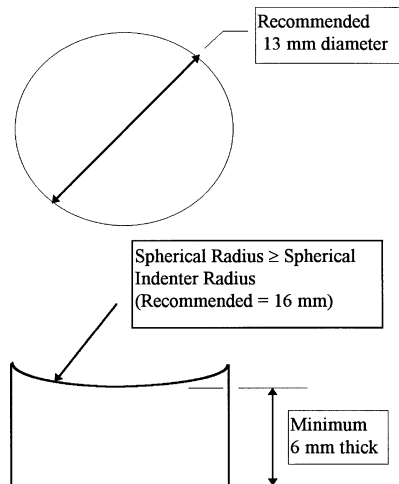 Recommended
13 mm diameter
Spherical Radius ≥ Spherical
Indenter Radius
(Recommended = 16 mm)
Minimum
6 mm thick